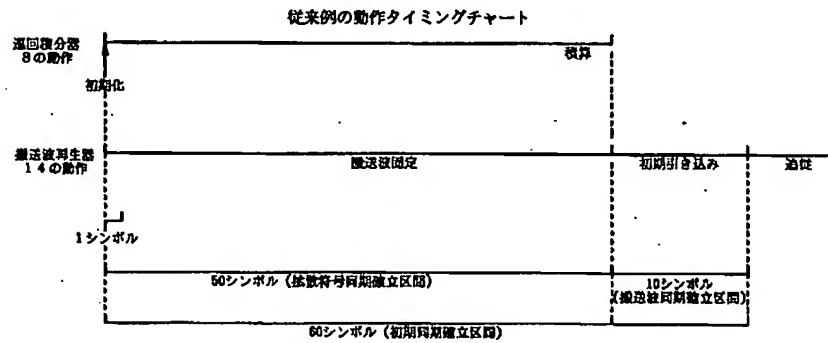 従来例の動作タイミングチャート
巡回積分器
8の動作
積算
初期化
搬送波再生器
14の動作
搬送波固定
初期引き込み
追従
1シンボル
50シンボル(拡散符号同期確立区間)
10シンボル
(搬送波同期確立区間)
60シンボル(初期同期確立区間)